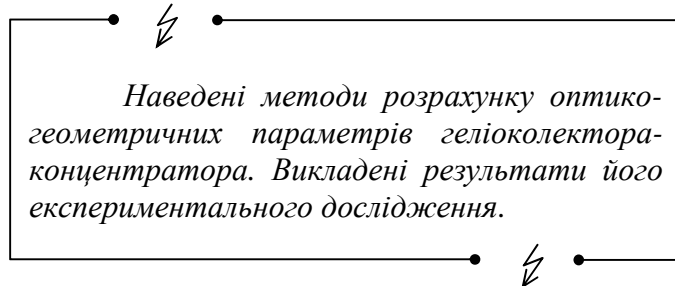 Наведені методи розрахунку оптико-
геометричних параметрів геліоколектора-
концентратора. Викладені результати його
експериментального дослідження.